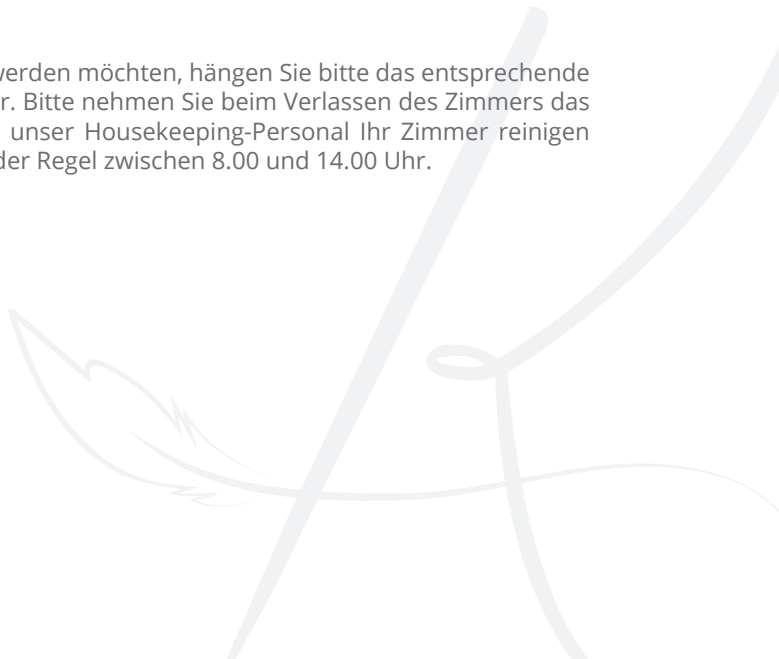 werden möchten, hängen Sie bitte das entsprechende
r. Bitte nehmen Sie beim Verlassen des Zimmers das
unser Housekeeping-Personal Ihr Zimmer reinigen
der Regel zwischen 8.00 und 14.00 Uhr.